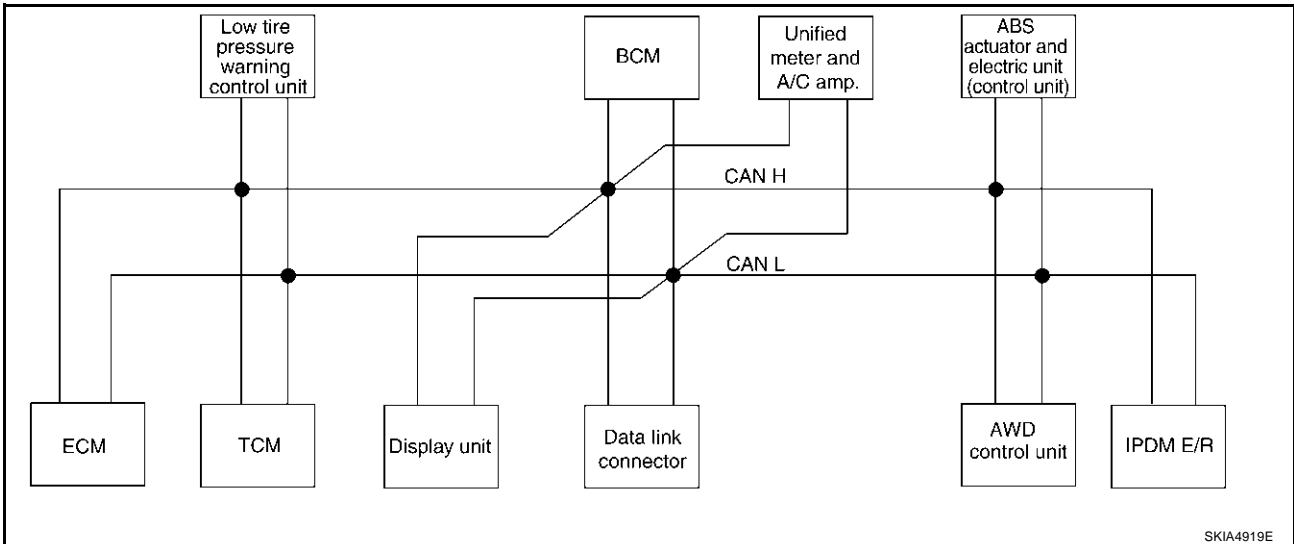 Low tire
pressure
warning
control unit
BCM
Unified
meter and
A/C amp.
ABS
actuator and
electric unit
(control unit)
CAN H
CAN L
ECM
TCM
Display unit
Data link
connector
AWD
control unit
IPDM E/R
SKIA4919E